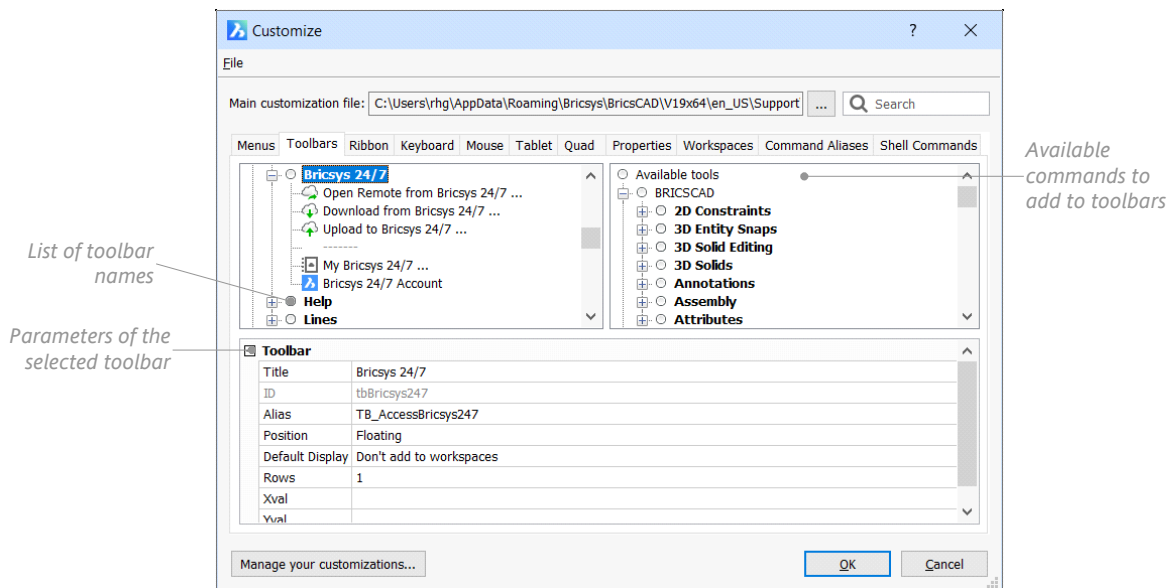 Customize
?
File
Main customization file: C:\Users\rhg\AppData\Roaming\Bricsys\BricsCAD\V19x64\en_US\Support ... Search
Menus Toolbars Ribbon Keyboard Mouse Tablet Quad Properties Workspaces Command Aliases Shell Commands
Bricsys 24/7
Open Remote from Bricsys 24/7 ...
Download from Bricsys 24/7 ...
Upload to Bricsys 24/7 ...
-------
My Bricsys 24/7 ...
Bricsys 24/7 Account
Help
Lines
Available tools
BRICSCAD
2D Constraints
3D Entity Snaps
3D Solid Editing
3D Solids
Annotations
Assembly
Attributes
Available
commands to
add to toolbars
List of toolbar
names
Parameters of the
selected toolbar
Toolbar
Title Bricsys 24/7
ID tbBricsys247
Alias TB_AccessBricsys247
Position Floating
Default Display Don't add to workspaces
Rows 1
Xval
Yval
Manage your customizations... OK Cancel